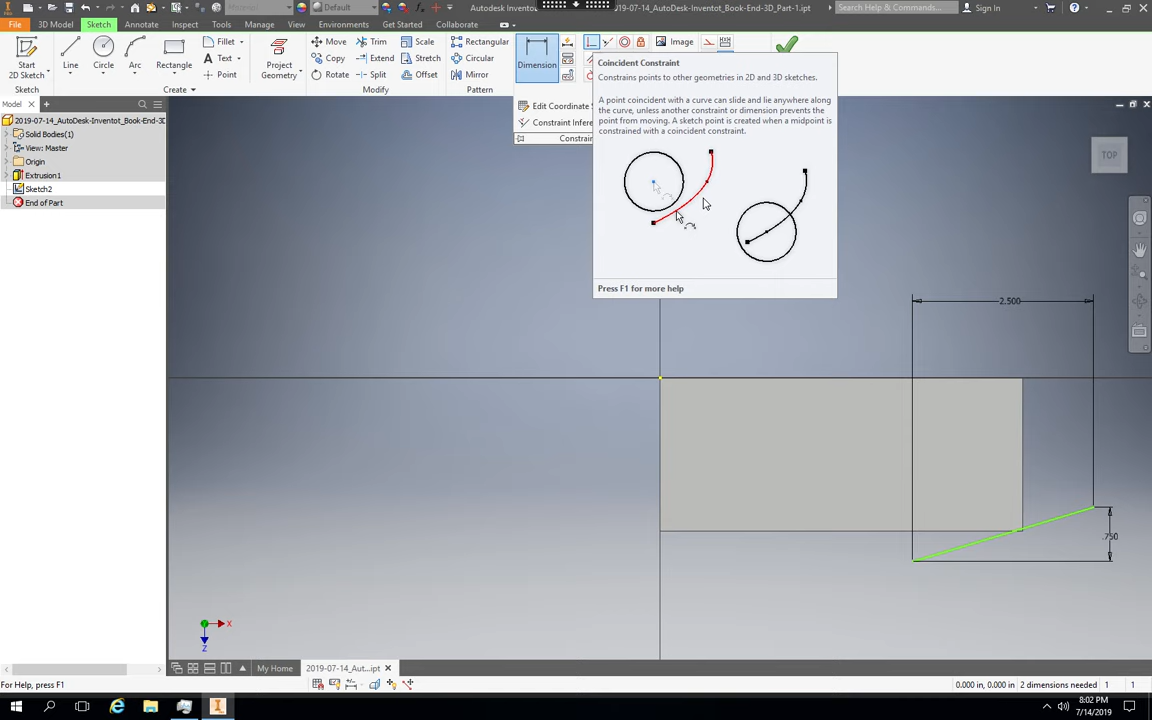 Material
Default
Autodesk Inventor
019-07-14_AutoDesk-Inventot_Book-End-3D_Part-1.ipt
Search Help & Commands...
Sign In
File
3D Model
Sketch
Annotate
Inspect
Tools
Manage
View
Environments
Get Started
Collaborate
Start
2D Sketch
Line
Circle
Arc
Rectangle
Fillet
Text
Point
Create
Project
Geometry
Move
Copy
Rotate
Trim
Extend
Split
Scale
Stretch
Offset
Modify
Rectangular
Circular
Mirror
Pattern
Dimension
Image
Edit Coordinate S
Constraint Infere
Constrain
Coincident Constraint
Constrains points to other geometries in 2D and 3D sketches.
A point coincident with a curve can slide and lie anywhere along
the curve, unless another constraint or dimension prevents the
point from moving. A sketch point is created when a midpoint is
constrained with a coincident constraint.
Press F1 for more help
Model
2019-07-14_AutoDesk-Inventot_Book-End-3D
Solid Bodies(1)
View: Master
Origin
Extrusion1
Sketch2
End of Part
TOP
2.500
.750
X
Z
My Home
2019-07-14_Aut...ipt
For Help, press F1
0.000 in, 0.000 in
2 dimensions needed
1
1
8:02 PM
7/14/2019